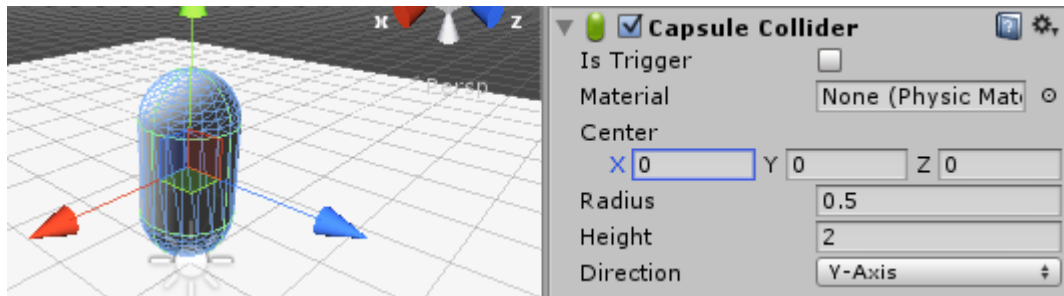 x z
Persp
Capsule Collider
Is Trigger
Material None (Physic Mate
Center
X 0 Y 0 Z 0
Radius 0.5
Height 2
Direction Y-Axis